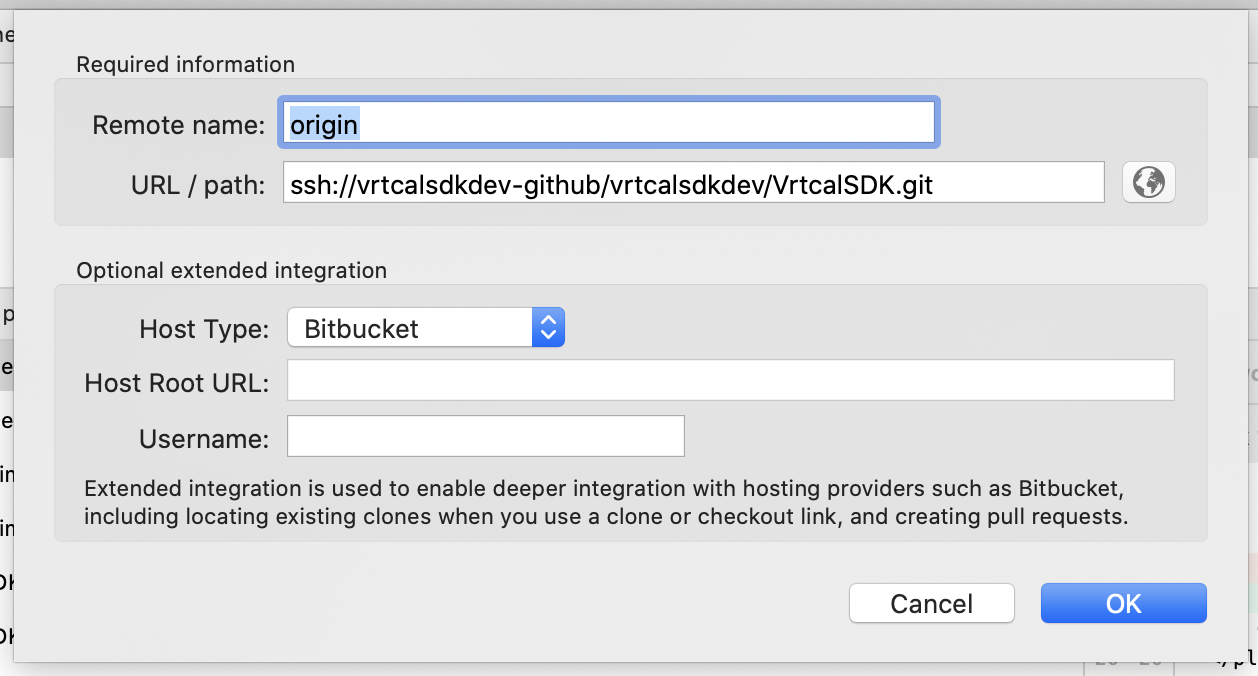 Required information
Remote name: origin
URL / path: ssh://vrtcalsdkdev-github/vrtcalsdkdev/VrtcalSDK.git
Optional extended integration
Host Type: Bitbucket
Host Root URL:
Username:
Extended integration is used to enable deeper integration with hosting providers such as Bitbucket,
including locating existing clones when you use a clone or checkout link, and creating pull requests.
Cancel OK